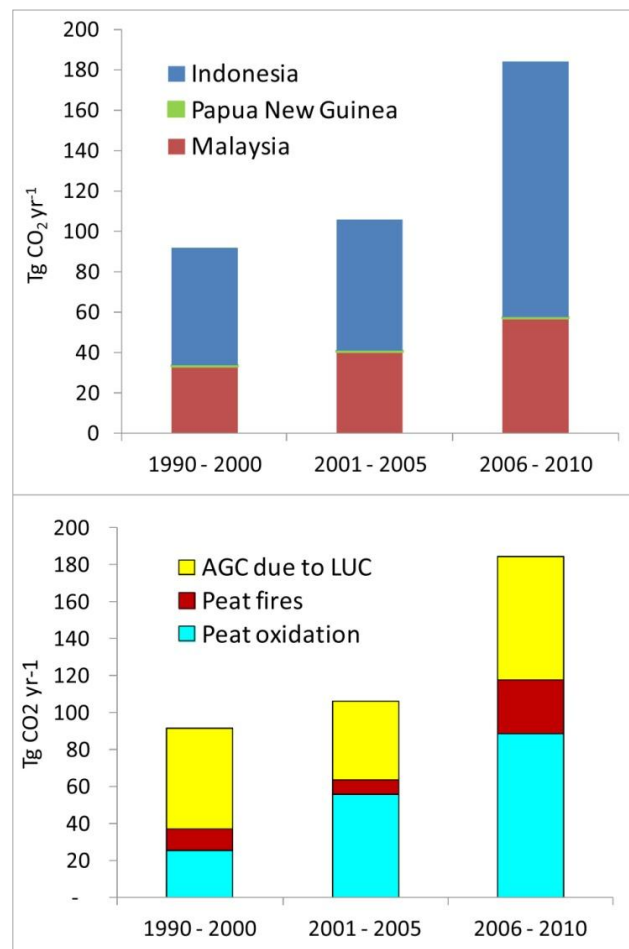 200
180
160
140
120
100
80
60
40
20
0
Tg CO₂ yr⁻¹
Indonesia
Papua New Guinea
Malaysia
1990 - 2000
2001 - 2005
2006 - 2010
200
180
160
140
120
100
80
60
40
20
-
Tg CO2 yr-1
AGC due to LUC
Peat fires
Peat oxidation
1990 - 2000
2001 - 2005
2006 - 2010